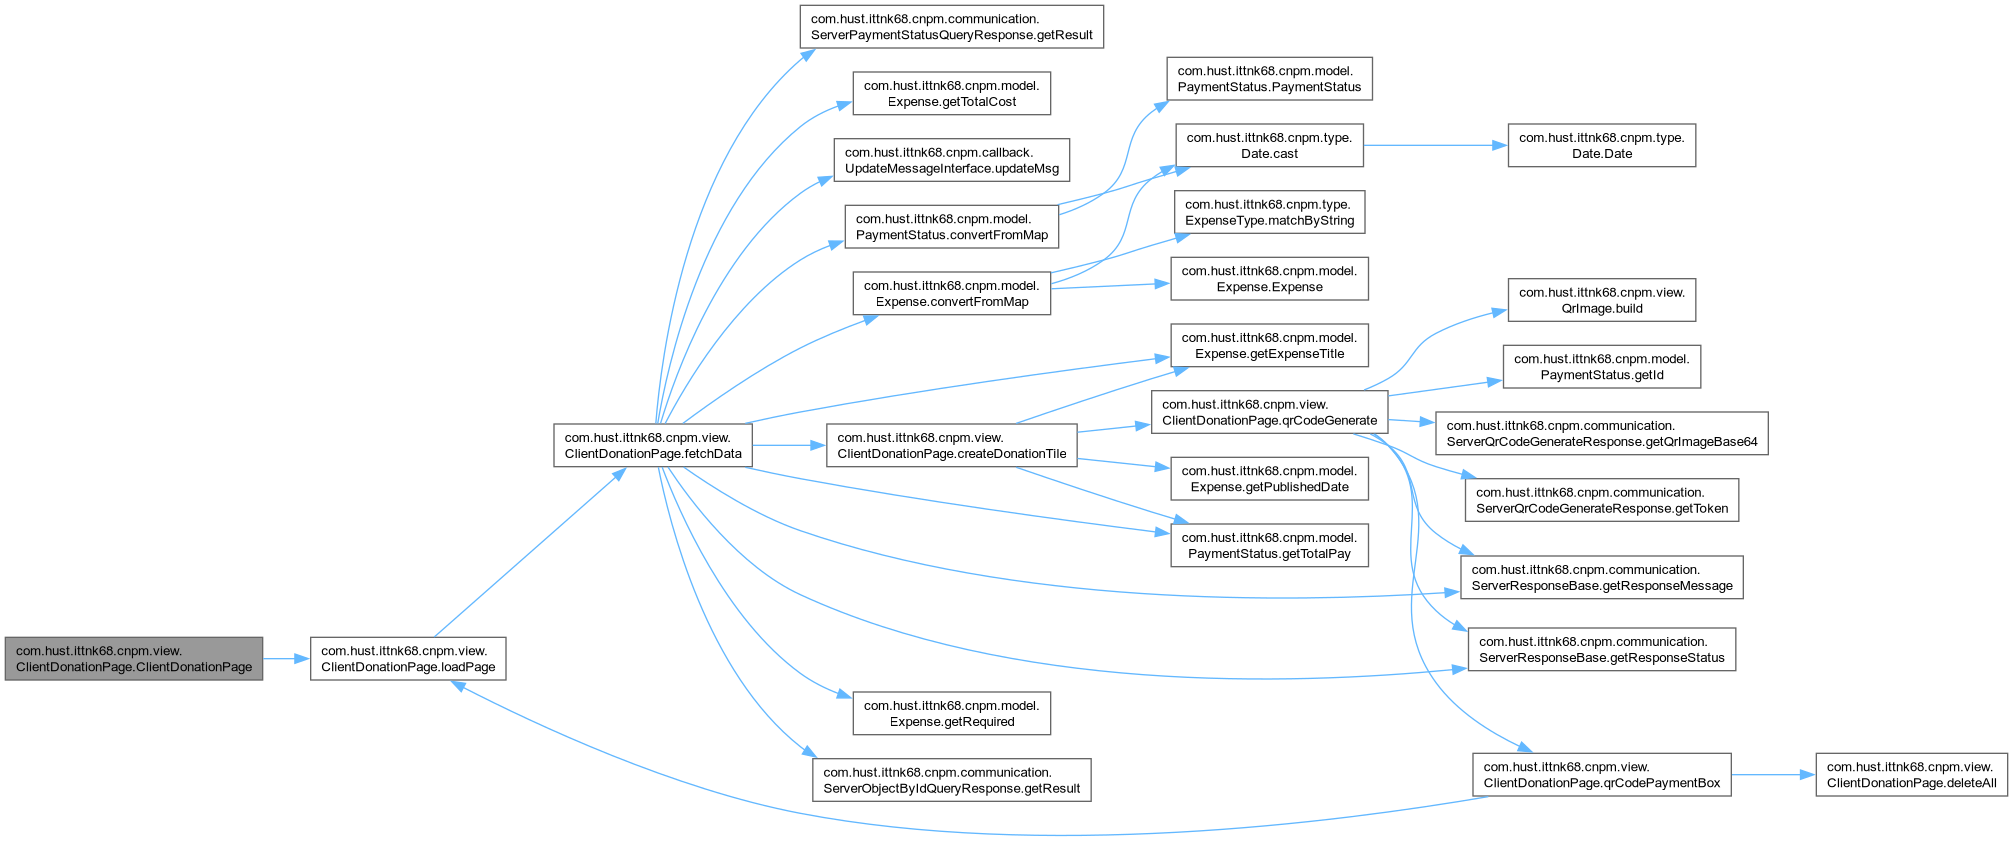 com.hust.ittnk68.cnpm.communication.
ServerPaymentStatusQueryResponse.getResult
com.hust.ittnk68.cnpm.model.
PaymentStatus.PaymentStatus
com.hust.ittnk68.cnpm.model.
Expense.getTotalCost
com.hust.ittnk68.cnpm.type.
Date.cast
com.hust.ittnk68.cnpm.type.
Date.Date
com.hust.ittnk68.cnpm.callback.
UpdateMessageInterface.updateMsg
com.hust.ittnk68.cnpm.type.
ExpenseType.matchByString
com.hust.ittnk68.cnpm.model.
PaymentStatus.convertFromMap
com.hust.ittnk68.cnpm.model.
Expense.Expense
com.hust.ittnk68.cnpm.model.
Expense.convertFromMap
com.hust.ittnk68.cnpm.view.
QrImage.build
com.hust.ittnk68.cnpm.model.
Expense.getExpenseTitle
com.hust.ittnk68.cnpm.model.
PaymentStatus.getId
com.hust.ittnk68.cnpm.view.
ClientDonationPage.qrCodeGenerate
com.hust.ittnk68.cnpm.communication.
ServerQrCodeGenerateResponse.getQrImageBase64
com.hust.ittnk68.cnpm.view.
ClientDonationPage.fetchData
com.hust.ittnk68.cnpm.view.
ClientDonationPage.createDonationTile
com.hust.ittnk68.cnpm.model.
Expense.getPublishedDate
com.hust.ittnk68.cnpm.communication.
ServerQrCodeGenerateResponse.getToken
com.hust.ittnk68.cnpm.model.
PaymentStatus.getTotalPay
com.hust.ittnk68.cnpm.communication.
ServerResponseBase.getResponseMessage
com.hust.ittnk68.cnpm.communication.
ServerResponseBase.getResponseStatus
com.hust.ittnk68.cnpm.view.
ClientDonationPage.ClientDonationPage
com.hust.ittnk68.cnpm.view.
ClientDonationPage.loadPage
com.hust.ittnk68.cnpm.model.
Expense.getRequired
com.hust.ittnk68.cnpm.communication.
ServerObjectByIdQueryResponse.getResult
com.hust.ittnk68.cnpm.view.
ClientDonationPage.qrCodePaymentBox
com.hust.ittnk68.cnpm.view.
ClientDonationPage.deleteAll